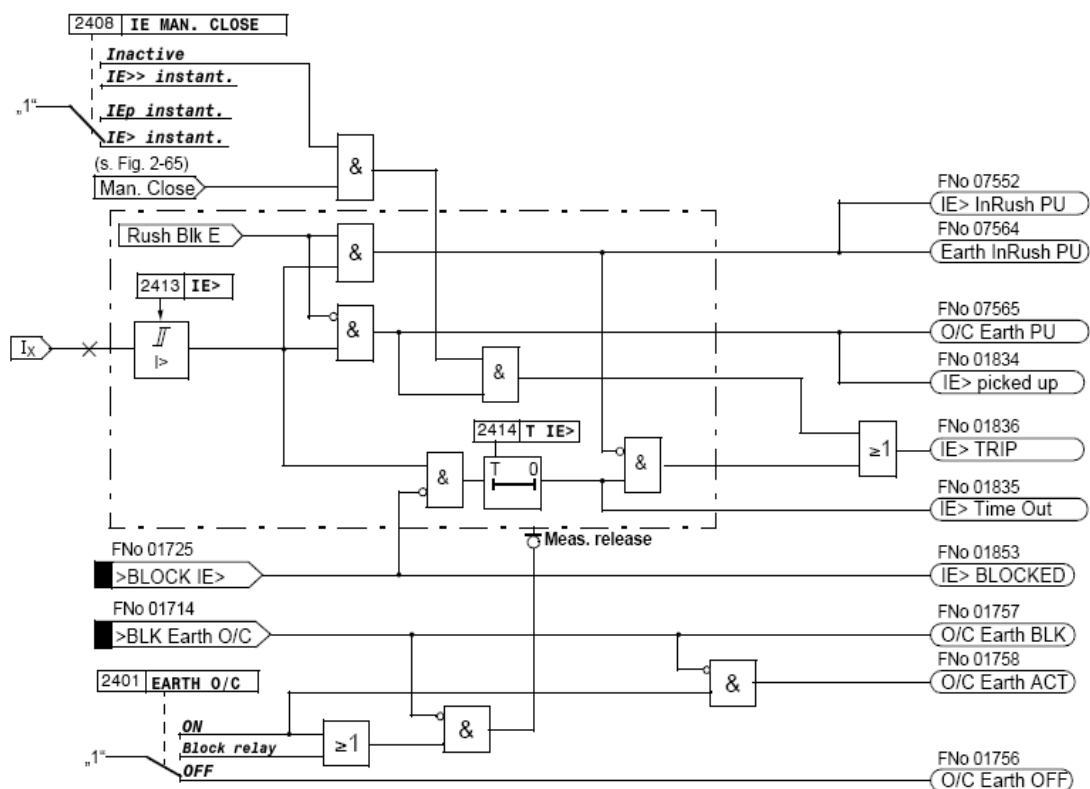 2408 IE MAN. CLOSE
Inactive
IE>> instant.
„1“
IEp instant.
IE> instant.
(s. Fig. 2-65)
Man. Close
&
FNo 07552
IE> InRush PU
Rush Blk E
&
FNo 07564
Earth InRush PU
2413 IE>
FNo 07565
O/C Earth PU
&
IX
I>
FNo 01834
IE> picked up
&
2414 T IE>
FNo 01836
IE> TRIP
≥1
&
T 0
&
FNo 01835
IE> Time Out
Meas. release
FNo 01725
>BLOCK IE>
FNo 01853
IE> BLOCKED
FNo 01714
>BLK Earth O/C
FNo 01757
O/C Earth BLK
FNo 01758
O/C Earth ACT
&
2401 EARTH O/C
ON
Block relay
OFF
„1“
≥1
&
FNo 01756
O/C Earth OFF